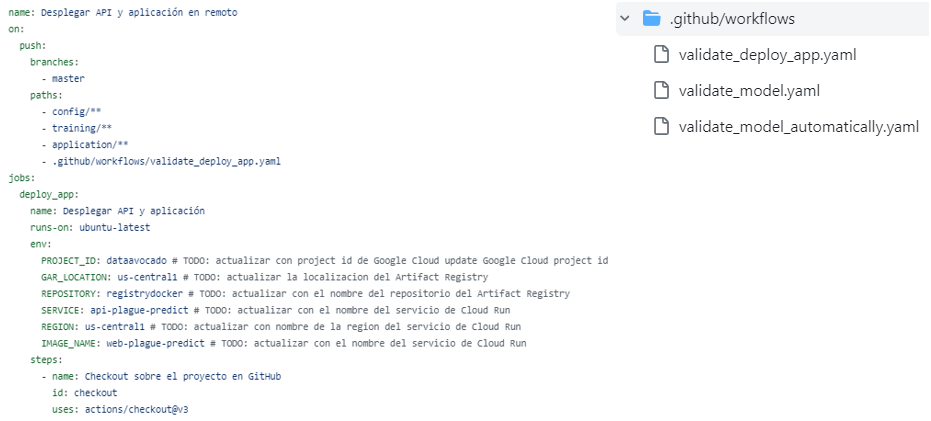 name: Desplegar API y aplicación en remoto
on:
  push:
    branches:
      - master
    paths:
      - config/**
      - training/**
      - application/**
      - .github/workflows/validate_deploy_app.yaml
jobs:
  deploy_app:
    name: Desplegar API y aplicación
    runs-on: ubuntu-latest
    env:
      PROJECT_ID: dataavocado # TODO: actualizar con project id de Google Cloud update Google Cloud project id
      GAR_LOCATION: us-central1 # TODO: actualizar la localizacion del Artifact Registry
      REPOSITORY: registrydocker # TODO: actualizar con el nombre del repositorio del Artifact Registry
      SERVICE: api-plague-predict # TODO: actualizar con el nombre del servicio de Cloud Run
      REGION: us-central1 # TODO: actualizar con nombre de la region del servicio de Cloud Run
      IMAGE_NAME: web-plague-predict # TODO: actualizar con el nombre del servicio de Cloud Run
    steps:
      - name: Checkout sobre el proyecto en GitHub
        id: checkout
        uses: actions/checkout@v3
.github/workflows
validate_deploy_app.yaml
validate_model.yaml
validate_model_automatically.yaml